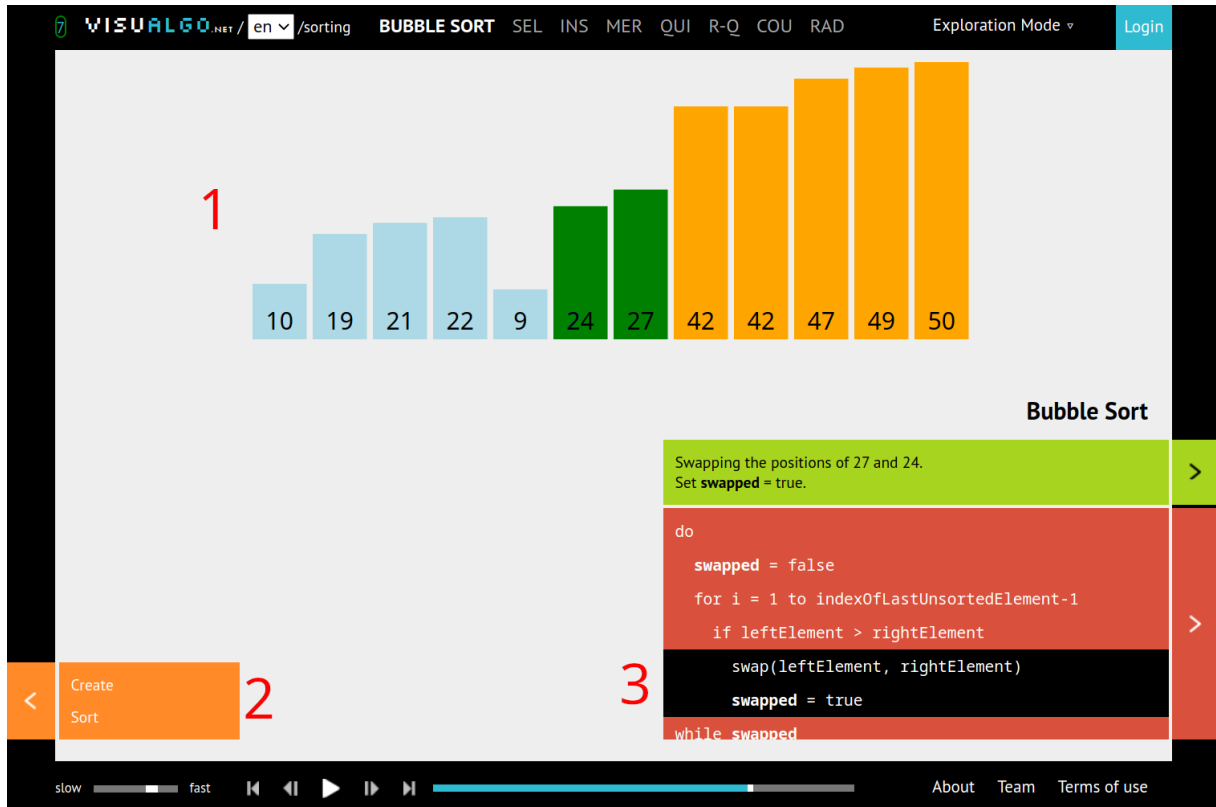 7 VISUALGO.NET / en /sorting BUBBLE SORT SEL INS MER QUI R-Q COU RAD Exploration Mode ▿ Login
1
10 19 21 22 9 24 27 42 42 47 49 50
Bubble Sort
Swapping the positions of 27 and 24.
Set swapped = true.
do
swapped = false
for i = 1 to indexOfLastUnsortedElement-1
if leftElement > rightElement
swap(leftElement, rightElement)
swapped = true
while swapped
3
Create
Sort
2
slow fast About Team Terms of use